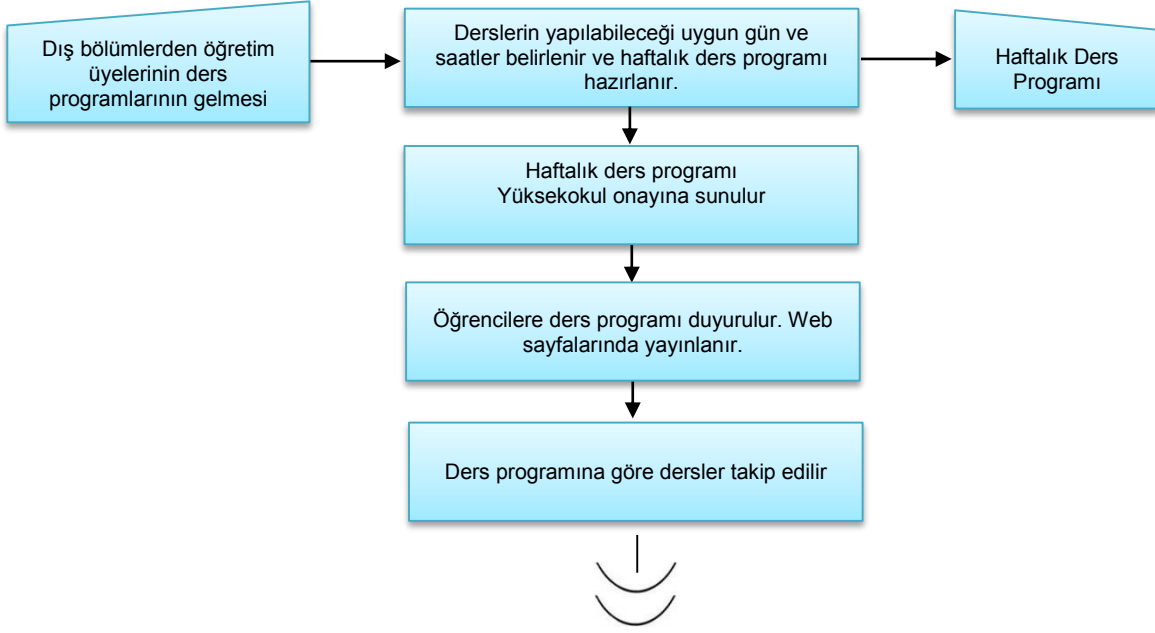 Dış bölümlerden öğretim
üyelerinin ders
programlarının gelmesi
Derslerin yapılabileceği uygun gün ve
saatler belirlenir ve haftalık ders programı
hazırlanır.
Haftalık Ders
Programı
Haftalık ders programı
Yüksekokul onayına sunulur
Öğrencilere ders programı duyurulur. Web
sayfalarında yayınlanır.
Ders programına göre dersler takip edilir